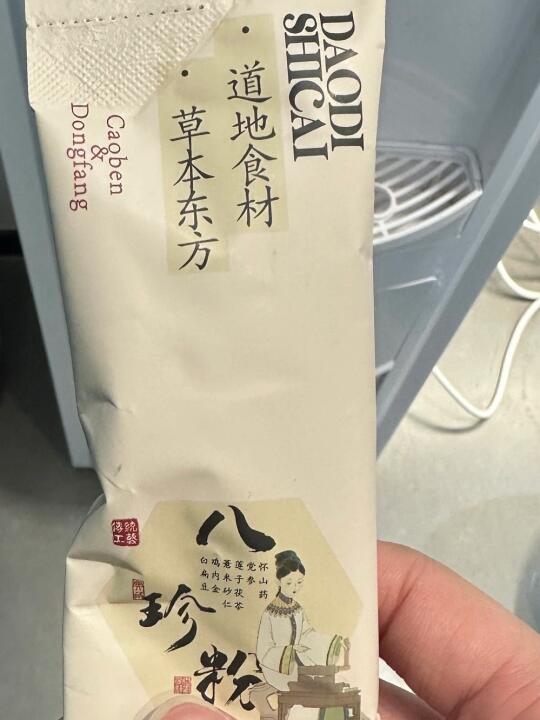 DAODI
SHICAI
道地食材
草本东方
Caoben
&
Dongfang
八珍粉
怀山药
党参
莲子茯苓
薏米砂仁
鸡内金
白扁豆
传统工艺